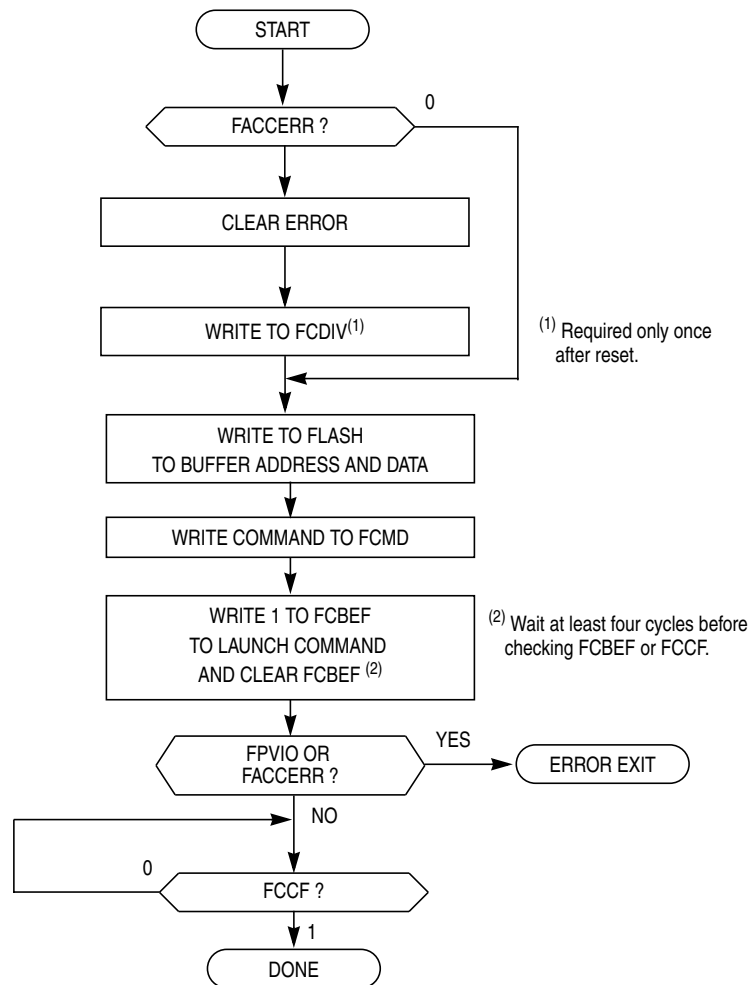 START
0
FACCERR ?
CLEAR ERROR
WRITE TO FCDIV(1)
(1) Required only once
after reset.
WRITE TO FLASH
TO BUFFER ADDRESS AND DATA
WRITE COMMAND TO FCMD
WRITE 1 TO FCBEF
TO LAUNCH COMMAND
AND CLEAR FCBEF (2)
(2) Wait at least four cycles before
checking FCBEF or FCCF.
FPVIO OR
FACCERR ?
YES
ERROR EXIT
NO
0
FCCF ?
1
DONE